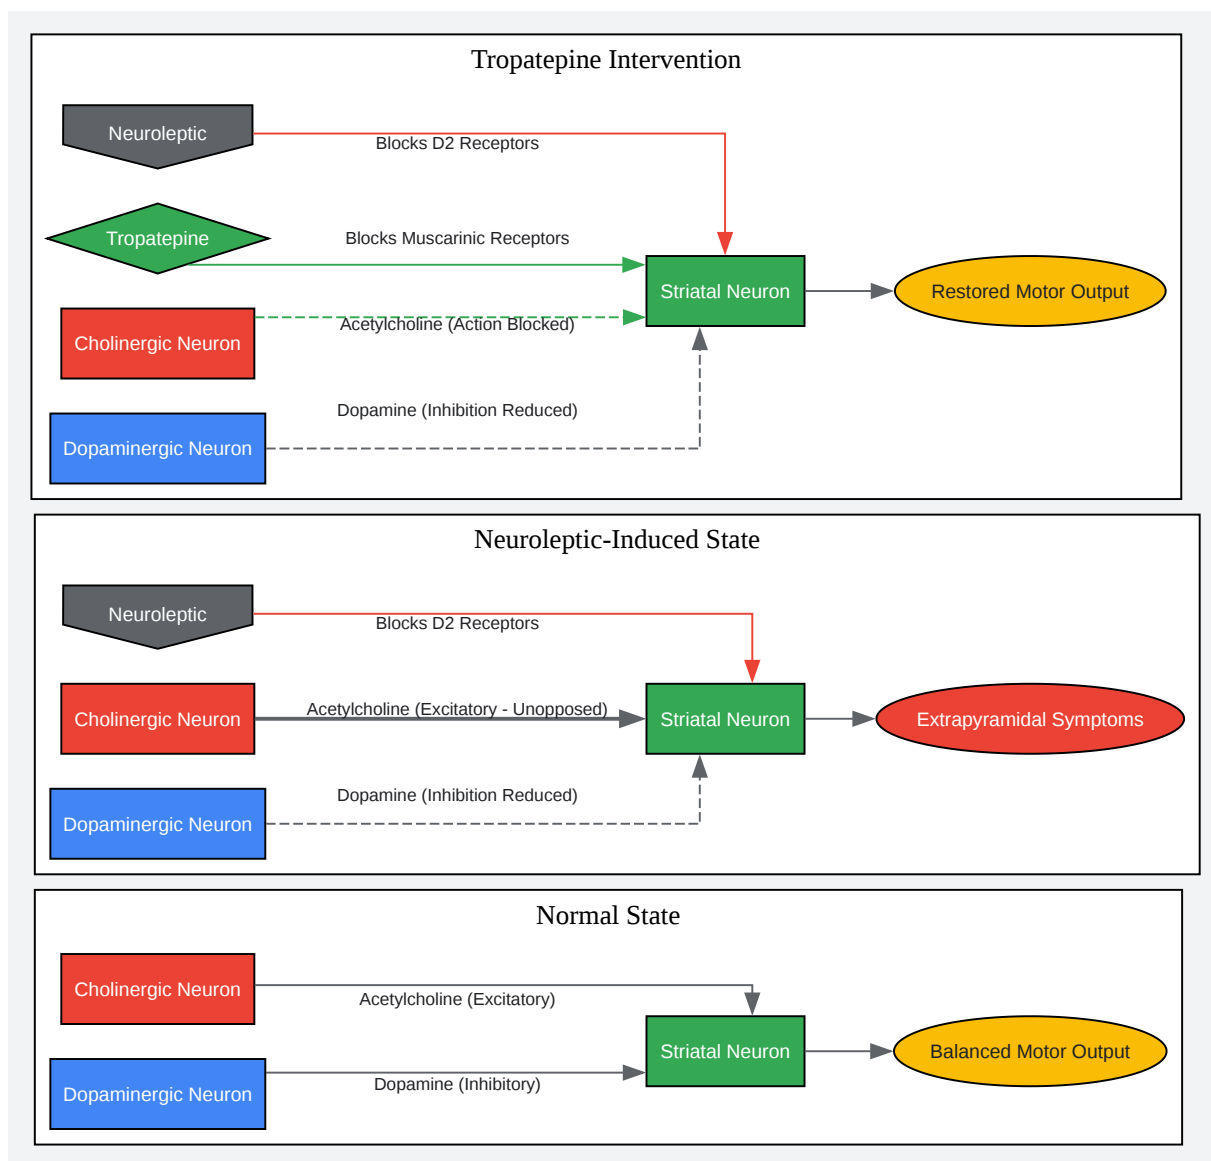 Tropatepine Intervention
Neuroleptic
Blocks D2 Receptors
Tropatepine
Blocks Muscarinic Receptors
Striatal Neuron
Restored Motor Output
Cholinergic Neuron
Acetylcholine (Action Blocked)
Dopamine (Inhibition Reduced)
Dopaminergic Neuron
Neuroleptic-Induced State
Neuroleptic
Blocks D2 Receptors
Cholinergic Neuron
Acetylcholine (Excitatory - Unopposed)
Striatal Neuron
Extrapyramidal Symptoms
Dopamine (Inhibition Reduced)
Dopaminergic Neuron
Normal State
Cholinergic Neuron
Acetylcholine (Excitatory)
Striatal Neuron
Balanced Motor Output
Dopamine (Inhibitory)
Dopaminergic Neuron